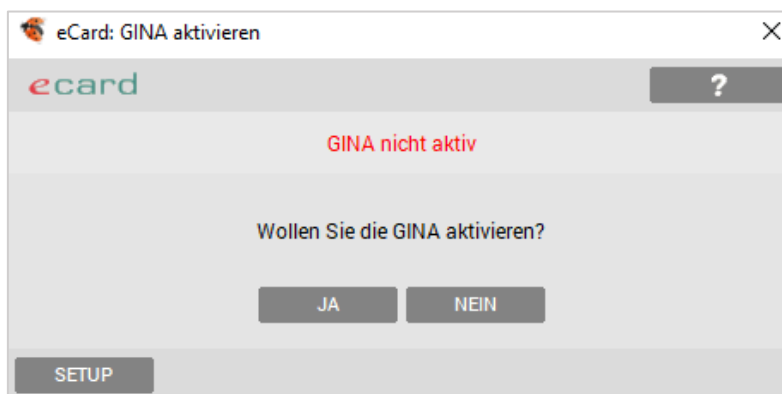 eCard: GINA aktivieren
ecard
?
GINA nicht aktiv
Wollen Sie die GINA aktivieren?
JA NEIN
SETUP